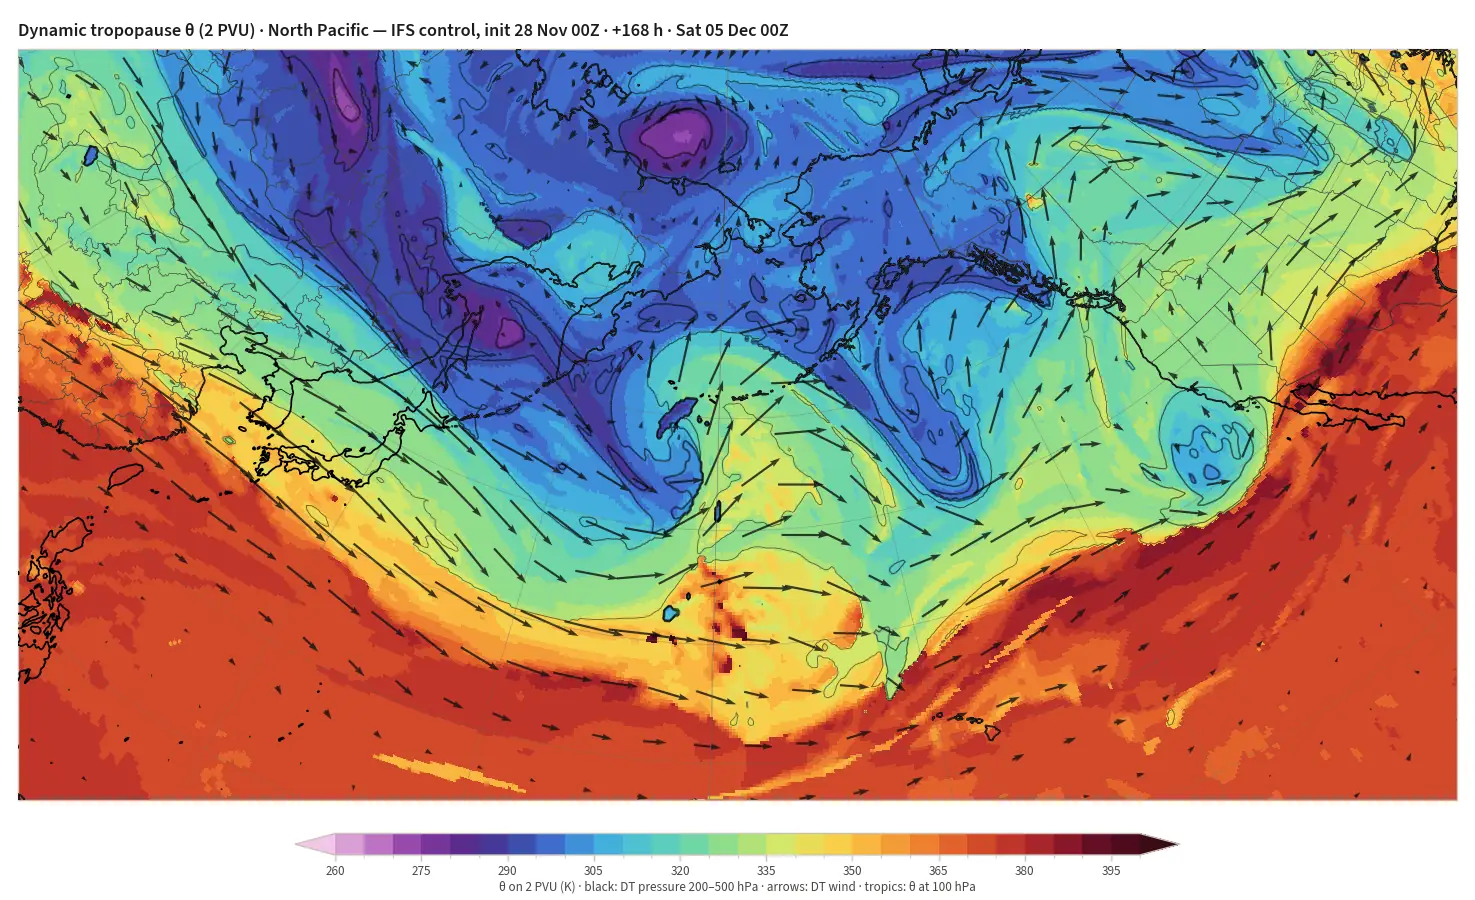 Dynamic tropopause θ (2 PVU) · North Pacific — IFS control, init 28 Nov 00Z · +168 h · Sat 05 Dec 00Z
260 275 290 305 320 335 350 365 380 395
θ on 2 PVU (K) · black: DT pressure 200–500 hPa · arrows: DT wind · tropics: θ at 100 hPa